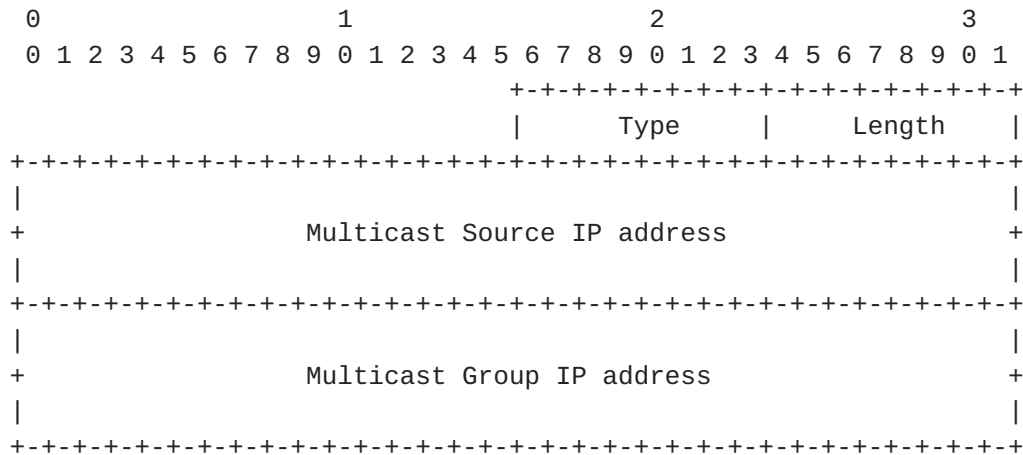 0                   1                   2                   3
0 1 2 3 4 5 6 7 8 9 0 1 2 3 4 5 6 7 8 9 0 1 2 3 4 5 6 7 8 9 0 1
                                +-+-+-+-+-+-+-+-+-+-+-+-+-+-+-+-+
                                |      Type     |     Length    |
+-+-+-+-+-+-+-+-+-+-+-+-+-+-+-+-+-+-+-+-+-+-+-+-+-+-+-+-+-+-+-+-+
|                                                               |
+                  Multicast Source IP address                  +
|                                                               |
+-+-+-+-+-+-+-+-+-+-+-+-+-+-+-+-+-+-+-+-+-+-+-+-+-+-+-+-+-+-+-+-+
|                                                               |
+                  Multicast Group IP address                   +
|                                                               |
+-+-+-+-+-+-+-+-+-+-+-+-+-+-+-+-+-+-+-+-+-+-+-+-+-+-+-+-+-+-+-+-+